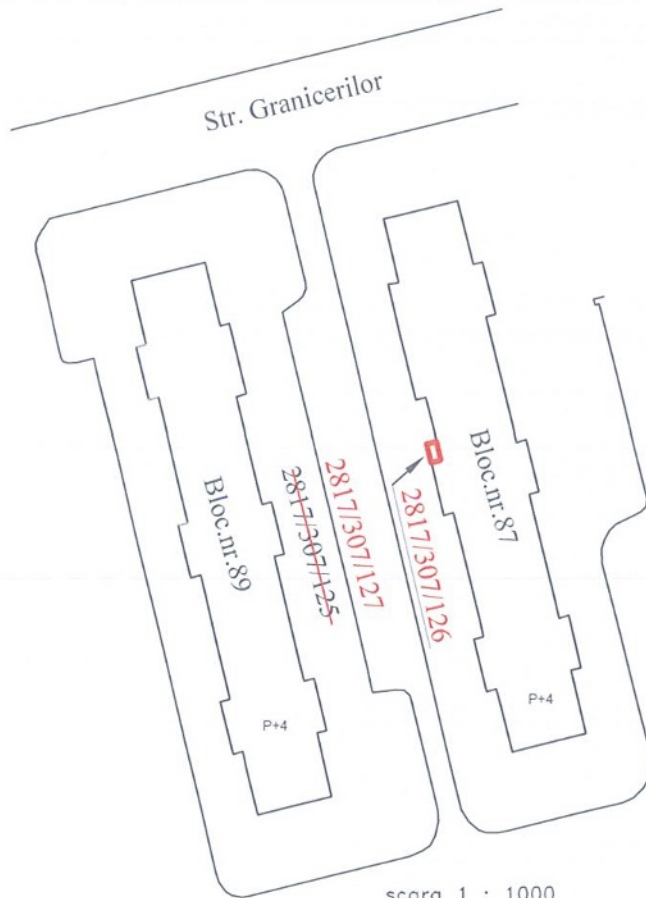 Str. Granicerilor
Bloc.nr.89
2817/307/125
2817/307/127
2817/307/126
Bloc.nr.87
P+4
P+4
scara 1 : 1000